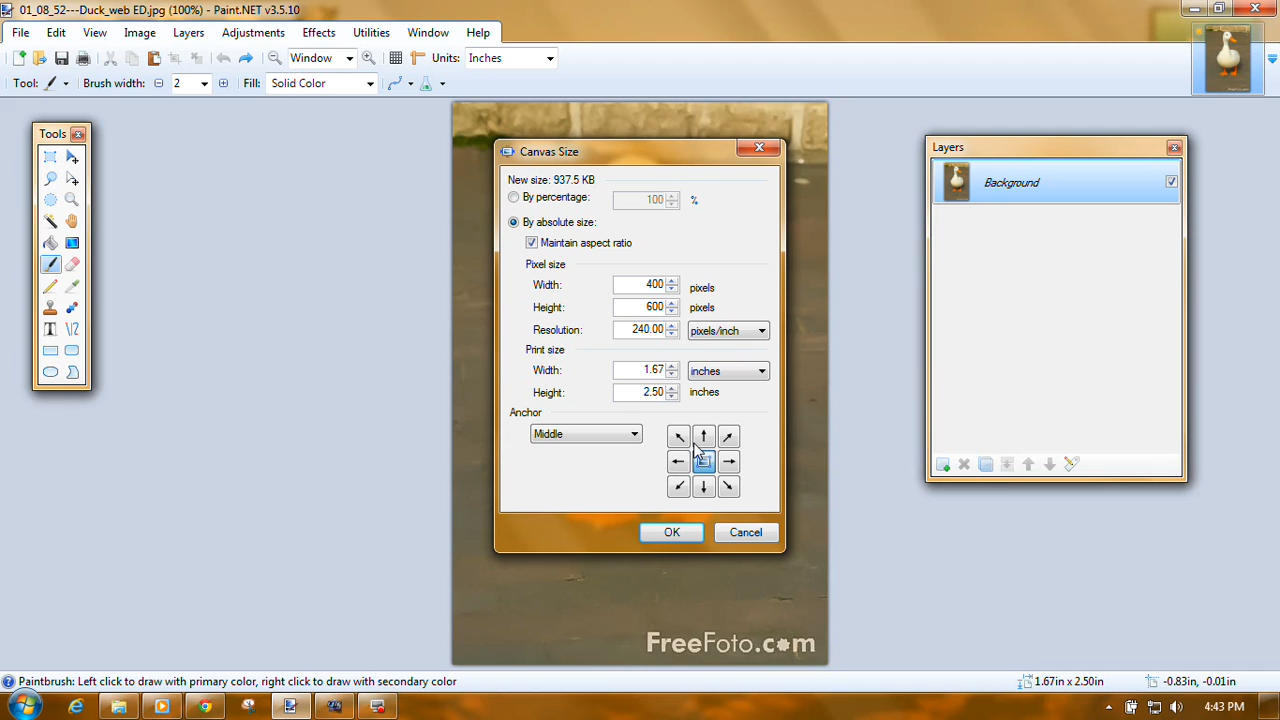 01_08_52---Duck_web ED.jpg (100%) - Paint.NET v3.5.10
File Edit View Image Layers Adjustments Effects Utilities Window Help
Window Units: Inches
Tool: Brush width: 2 Fill: Solid Color
Tools
Canvas Size
New size: 937.5 KB
By percentage: 100 %
By absolute size:
Maintain aspect ratio
Pixel size
Width: 400 pixels
Height: 600 pixels
Resolution: 240.00 pixels/inch
Print size
Width: 1.67 inches
Height: 2.50 inches
Anchor
Middle
OK Cancel
Layers
Background
FreeFoto.com
Paintbrush: Left click to draw with primary color, right click to draw with secondary color
1.67in x 2.50in
-0.83in, -0.01in
4:43 PM